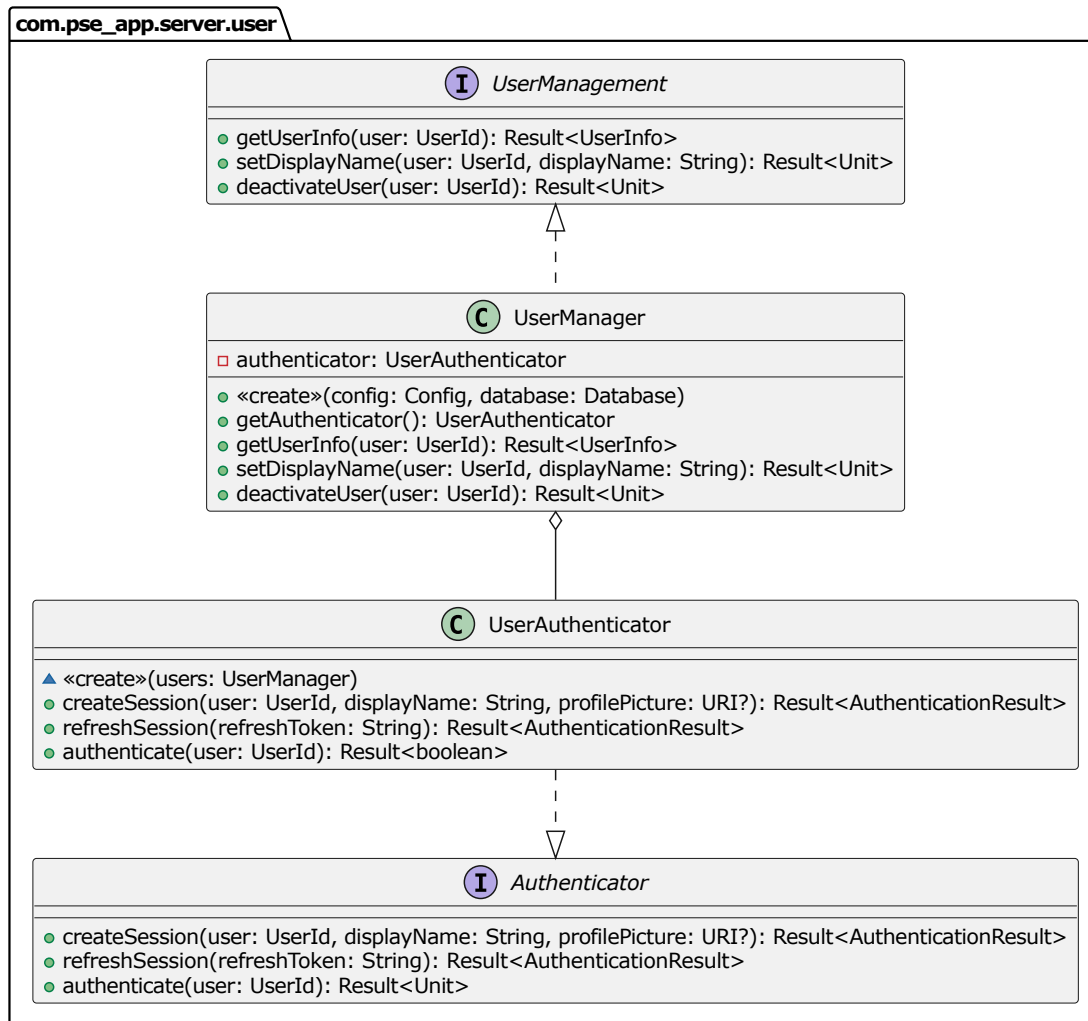 com.pse_app.server.user
I UserManagement
getUserInfo(user: UserId): Result<UserInfo>
setDisplayName(user: UserId, displayName: String): Result<Unit>
deactivateUser(user: UserId): Result<Unit>
C UserManager
authenticator: UserAuthenticator
«create»(config: Config, database: Database)
getAuthenticator(): UserAuthenticator
getUserInfo(user: UserId): Result<UserInfo>
setDisplayName(user: UserId, displayName: String): Result<Unit>
deactivateUser(user: UserId): Result<Unit>
C UserAuthenticator
«create»(users: UserManager)
createSession(user: UserId, displayName: String, profilePicture: URI?): Result<AuthenticationResult>
refreshSession(refreshToken: String): Result<AuthenticationResult>
authenticate(user: UserId): Result<boolean>
I Authenticator
createSession(user: UserId, displayName: String, profilePicture: URI?): Result<AuthenticationResult>
refreshSession(refreshToken: String): Result<AuthenticationResult>
authenticate(user: UserId): Result<Unit>